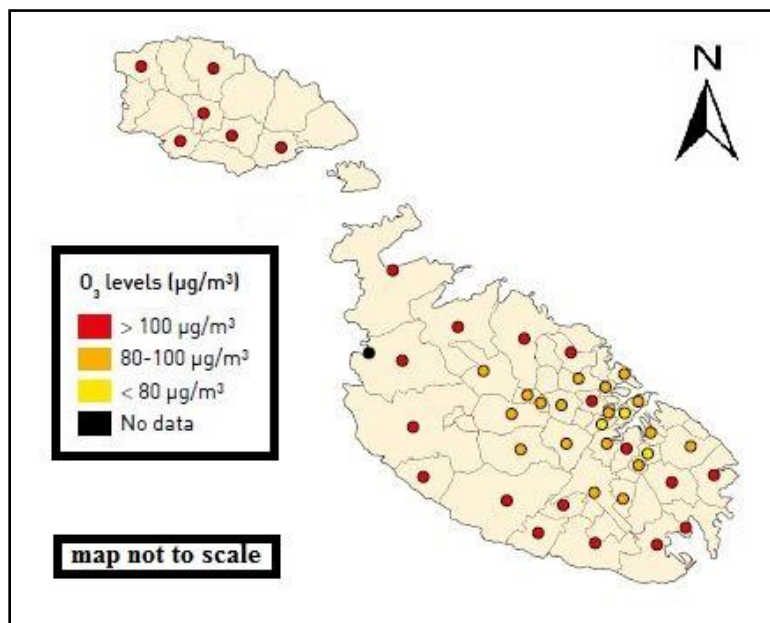 N
O₃ levels (µg/m³)
> 100 µg/m³
80-100 µg/m³
< 80 µg/m³
No data
map not to scale